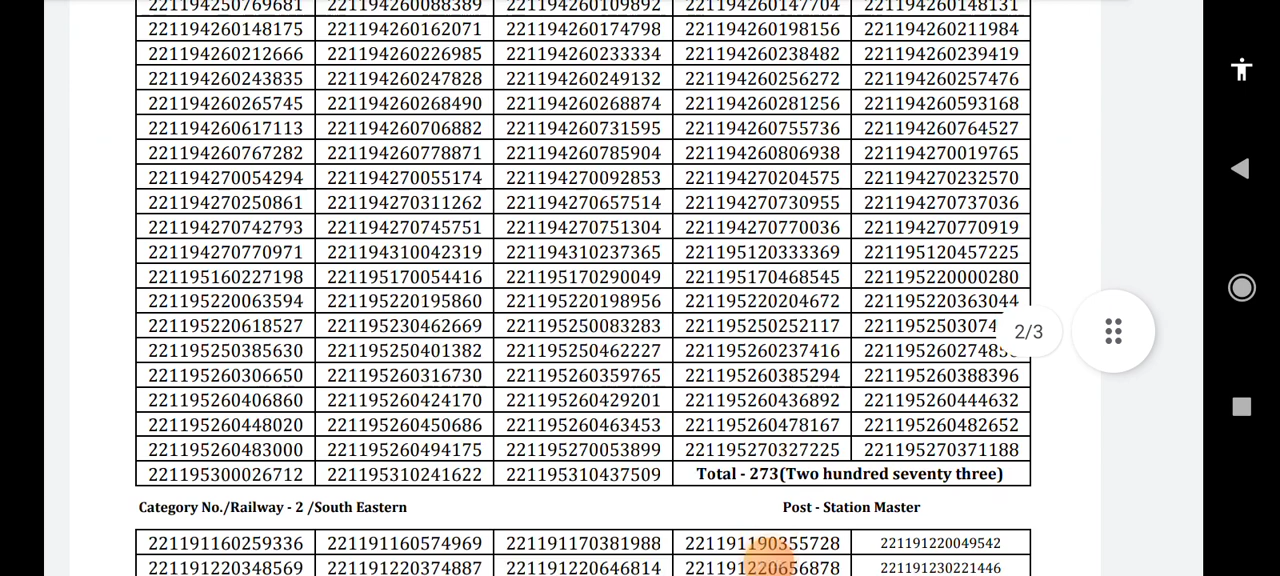 221194250769681 221194260088389 221194260109892 221194260147704 221194260148131
221194260148175 221194260162071 221194260174798 221194260198156 221194260211984
221194260212666 221194260226985 221194260233334 221194260238482 221194260239419
221194260243835 221194260247828 221194260249132 221194260256272 221194260257476
221194260265745 221194260268490 221194260268874 221194260281256 221194260593168
221194260617113 221194260706882 221194260731595 221194260755736 221194260764527
221194260767282 221194260778871 221194260785904 221194260806938 221194270019765
221194270054294 221194270055174 221194270092853 221194270204575 221194270232570
221194270250861 221194270311262 221194270657514 221194270730955 221194270737036
221194270742793 221194270745751 221194270751304 221194270770036 221194270770919
221194270770971 221194310042319 221194310237365 221195120333369 221195120457225
221195160227198 221195170054416 221195170290049 221195170468545 221195220000280
221195220063594 221195220195860 221195220198956 221195220204672 221195220363044
221195220618527 221195230462669 221195250083283 221195250252117
221195250385630 221195250401382 221195250462227 221195260237416
221195260306650 221195260316730 221195260359765 221195260385294 221195260388396
221195260406860 221195260424170 221195260429201 221195260436892 221195260444632
221195260448020 221195260450686 221195260463453 221195260478167 221195260482652
221195260483000 221195260494175 221195270053899 221195270327225 221195270371188
221195300026712 221195310241622 221195310437509 Total - 273(Two hundred seventy three)
2/3
Category No./Railway - 2 /South Eastern Post - Station Master
221191160259336 221191160574969 221191170381988 221191190355728 221191220049542
221191220348569 221191220374887 221191220646814 221191220656878 221191230221446